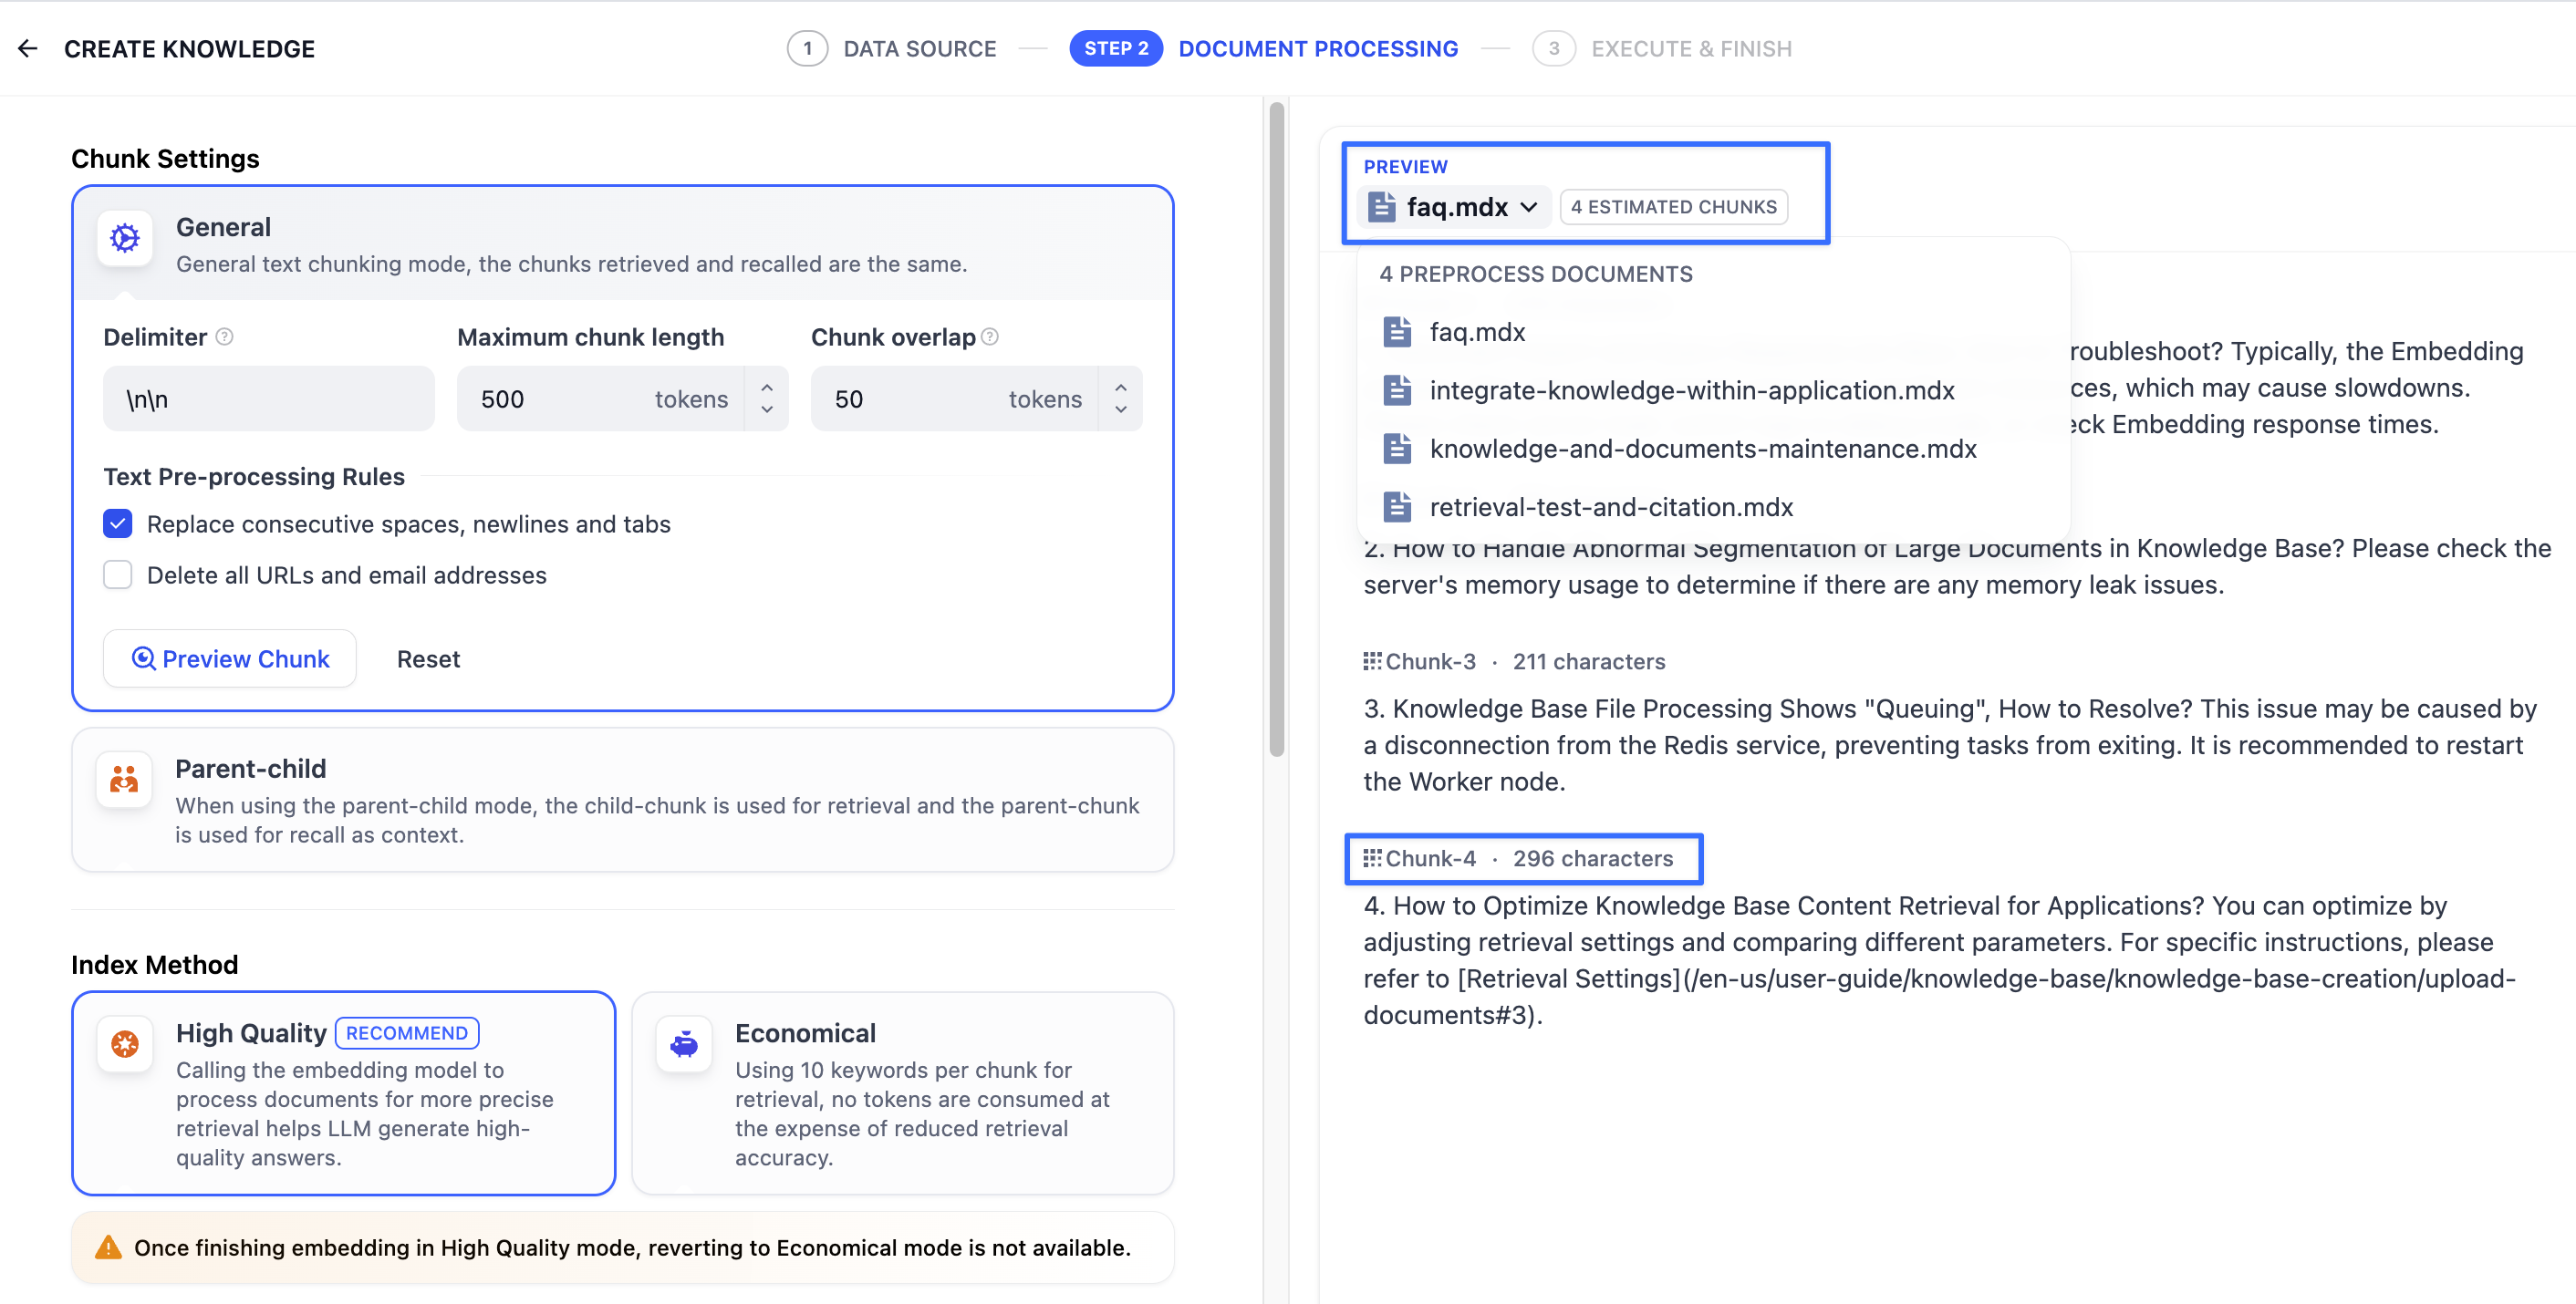 CREATE KNOWLEDGE
1 DATA SOURCE
STEP 2 DOCUMENT PROCESSING
3 EXECUTE & FINISH
Chunk Settings
General
General text chunking mode, the chunks retrieved and recalled are the same.
Delimiter
Maximum chunk length
Chunk overlap
\n\n
500 tokens
50 tokens
Text Pre-processing Rules
Replace consecutive spaces, newlines and tabs
Delete all URLs and email addresses
Preview Chunk
Reset
Parent-child
When using the parent-child mode, the child-chunk is used for retrieval and the parent-chunk
is used for recall as context.
Index Method
High Quality RECOMMEND
Calling the embedding model to
process documents for more precise
retrieval helps LLM generate high-
quality answers.
Economical
Using 10 keywords per chunk for
retrieval, no tokens are consumed at
the expense of reduced retrieval
accuracy.
Once finishing embedding in High Quality mode, reverting to Economical mode is not available.
PREVIEW
faq.mdx 4 ESTIMATED CHUNKS
4 PREPROCESS DOCUMENTS
faq.mdx
integrate-knowledge-within-application.mdx
knowledge-and-documents-maintenance.mdx
retrieval-test-and-citation.mdx
roubleshoot? Typically, the Embedding
ces, which may cause slowdowns.
eck Embedding response times.
2. How to Handle Abnormal Segmentation of Large Documents in Knowledge Base? Please check the
server's memory usage to determine if there are any memory leak issues.
Chunk-3 · 211 characters
3. Knowledge Base File Processing Shows "Queuing", How to Resolve? This issue may be caused by
a disconnection from the Redis service, preventing tasks from exiting. It is recommended to restart
the Worker node.
Chunk-4 · 296 characters
4. How to Optimize Knowledge Base Content Retrieval for Applications? You can optimize by
adjusting retrieval settings and comparing different parameters. For specific instructions, please
refer to [Retrieval Settings](/en-us/user-guide/knowledge-base/knowledge-base-creation/upload-
documents#3).